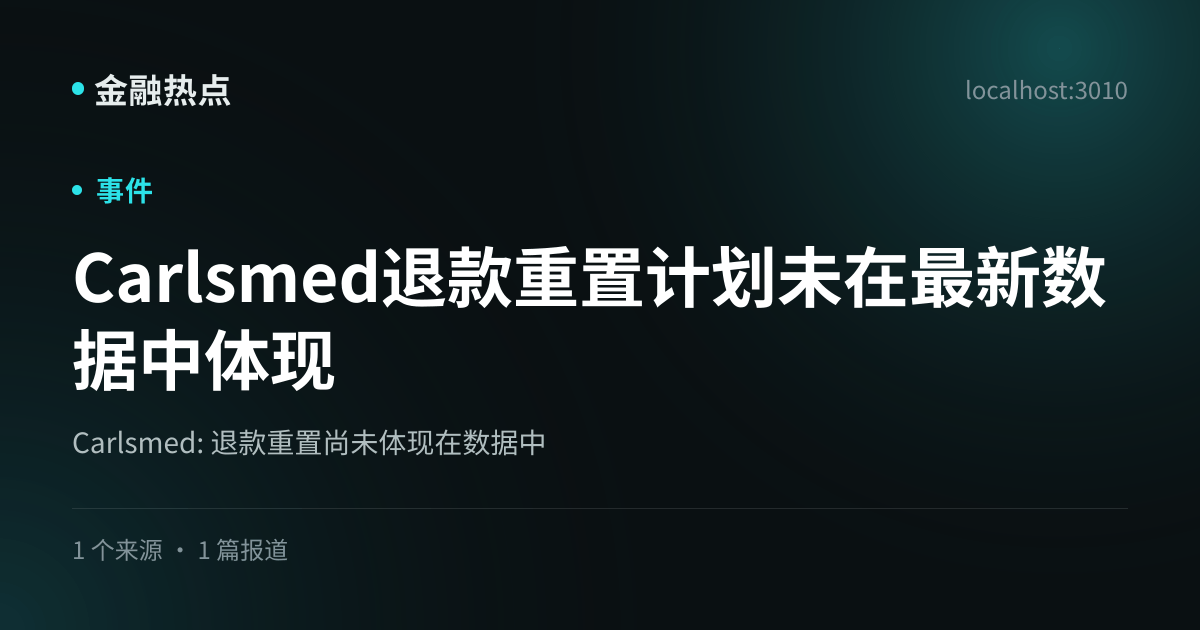 金融热点
localhost:3010
事件
Carlsmed退款重置计划未在最新数
据中体现
Carlsmed: 退款重置尚未体现在数据中
1 个来源 · 1 篇报道